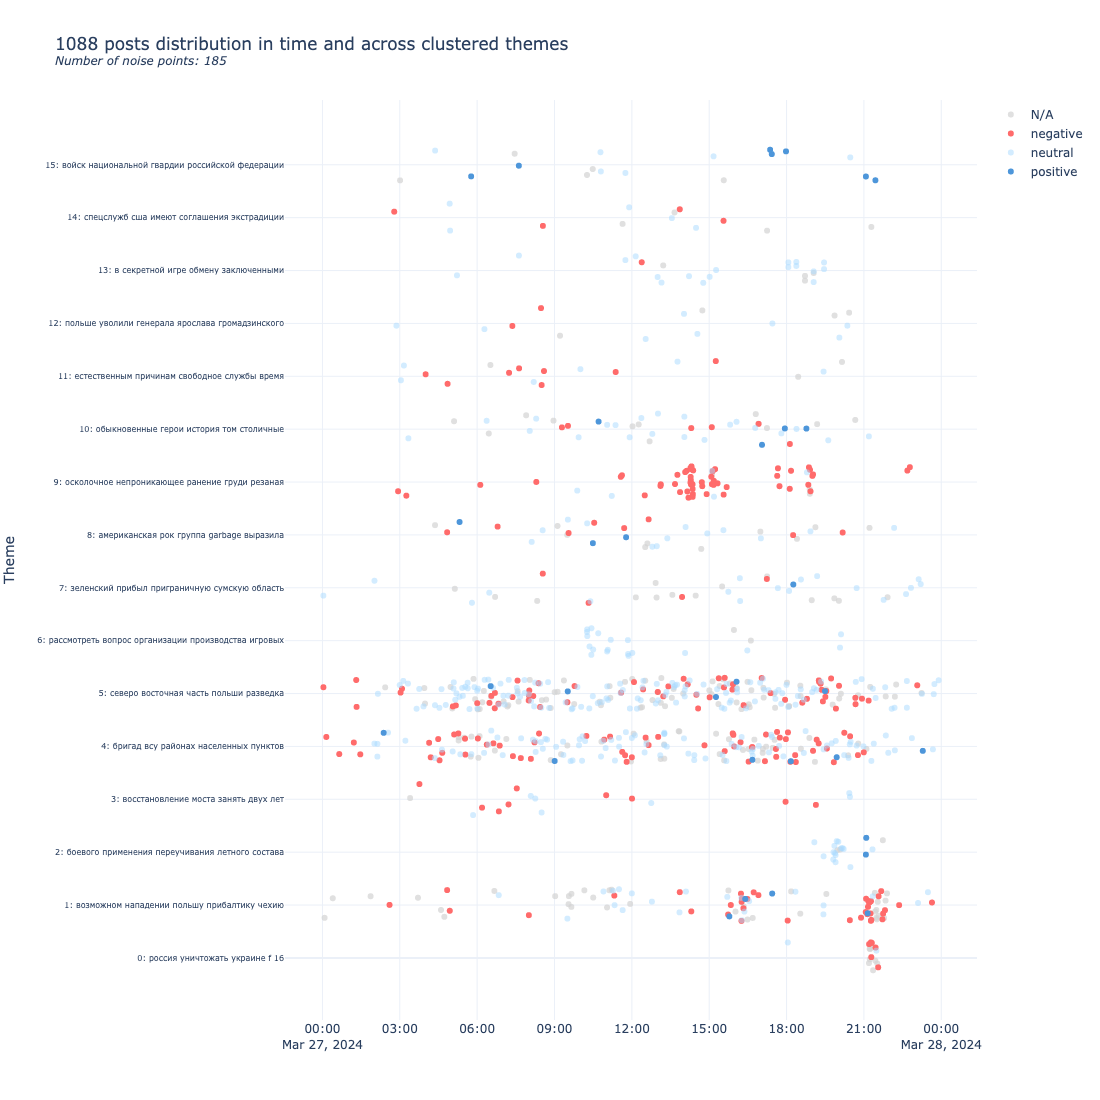 1088 posts distribution in time and across clustered themes
Number of noise points: 185
N/A
negative
neutral
positive
Theme
15: войск национальной гвардии российской федерации
14: спецслужб сша имеют соглашения экстрадиции
13: в секретной игре обмену заключенными
12: польше уволили генерала ярослава громадзинского
11: естественным причинам свободное службы время
10: обыкновенные герои история том столичные
9: осколочное непроникающее ранение груди резаная
8: американская рок группа garbage выразила
7: зеленский прибыл приграничную сумскую область
6: рассмотреть вопрос организации производства игровых
5: северо восточная часть польши разведка
4: бригад всу районах населенных пунктов
3: восстановление моста занять двух лет
2: боевого применения переучивания летного состава
1: возможном нападении польшу прибалтику чехию
0: россия уничтожать украине f 16
00:00 03:00 06:00 09:00 12:00 15:00 18:00 21:00 00:00
Mar 27, 2024 Mar 28, 2024